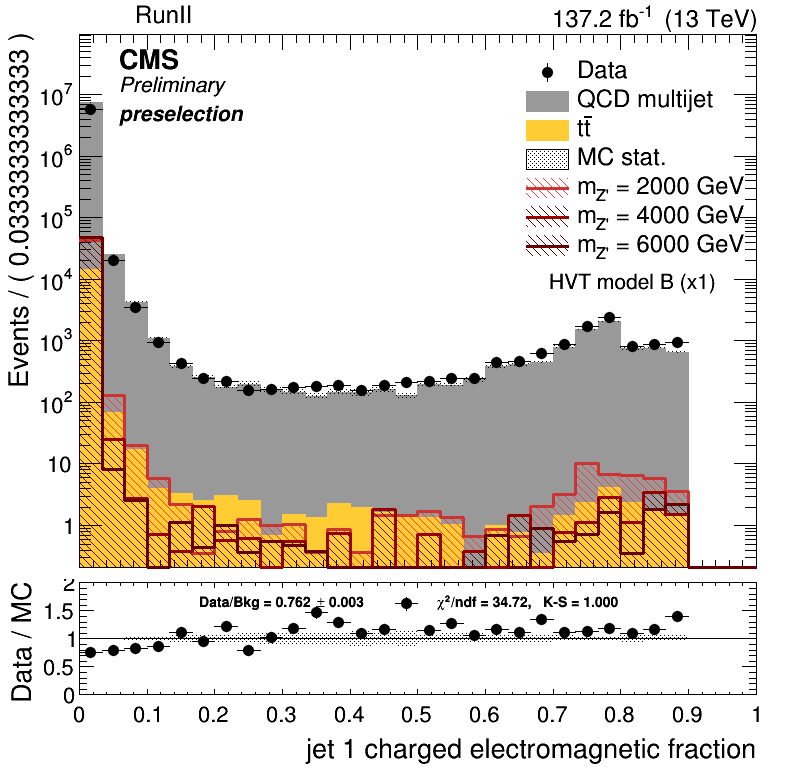 RunII 137.2 fb⁻¹ (13 TeV)
CMS
Preliminary
preselection
Data
QCD multijet
tt̄
MC stat.
m_Z' = 2000 GeV
m_Z' = 4000 GeV
m_Z' = 6000 GeV
HVT model B (x1)
Events / ( 0.0333333333333333 )
10⁷
10⁶
10⁵
10⁴
10³
10²
10
1
Data / MC
2
1.5
1
0.5
0
Data/Bkg = 0.762 ± 0.003 χ²/ndf = 34.72, K-S = 1.000
0 0.1 0.2 0.3 0.4 0.5 0.6 0.7 0.8 0.9 1
jet 1 charged electromagnetic fraction